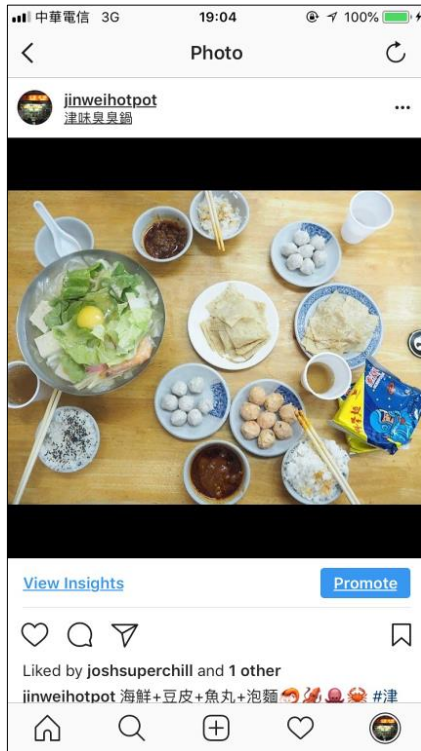 中華電信 3G 19:04 100%
Photo
jinweihotpot
津味臭臭鍋
View Insights
Promote
Liked by joshsuperchill and 1 other
jinweihotpot 海鮮+豆皮+魚丸+泡麵🦐🦑🐙🦀 #津